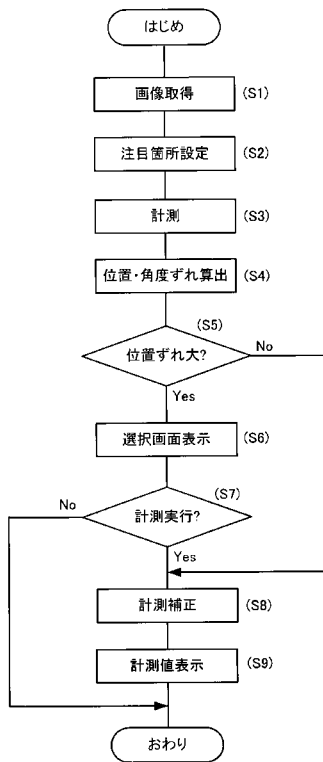 はじめ
画像取得 (S1)
注目箇所設定 (S2)
計測 (S3)
位置・角度ずれ算出 (S4)
(S5)
位置ずれ大? No
Yes
選択画面表示 (S6)
(S7)
No 計測実行?
Yes
計測補正 (S8)
計測値表示 (S9)
おわり